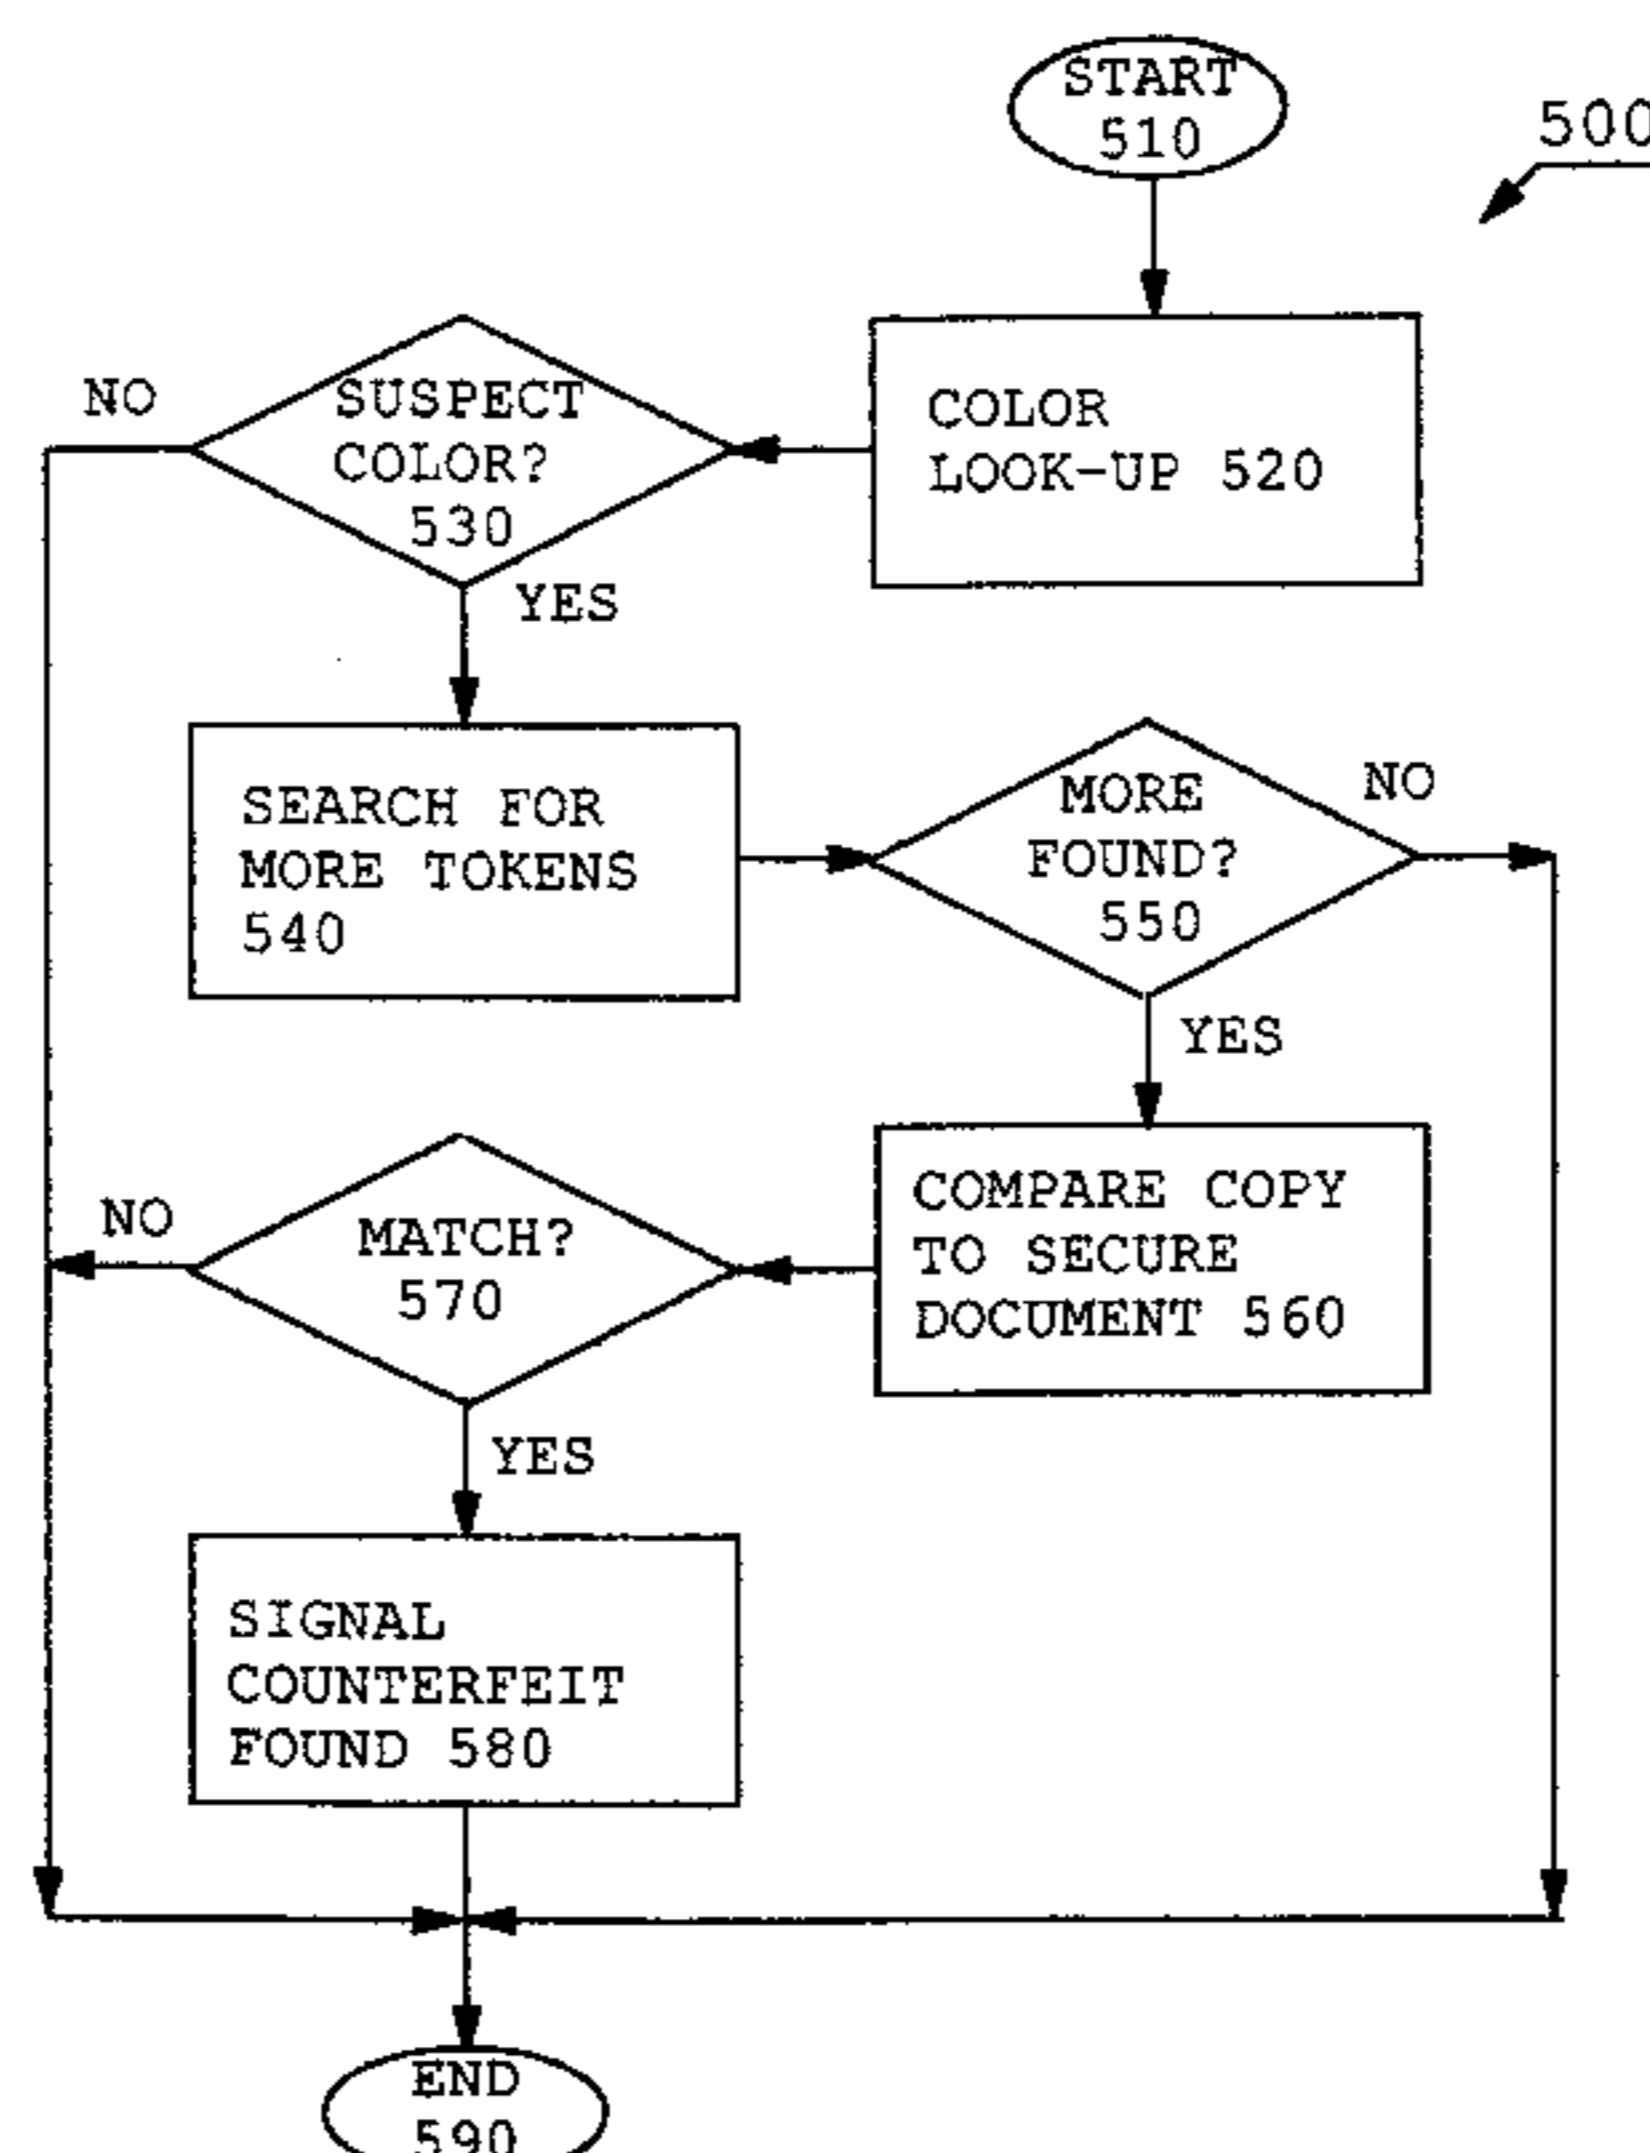 START
510
500
NO
SUSPECT
COLOR?
530
COLOR
LOOK-UP 520
YES
SEARCH FOR
MORE TOKENS
540
MORE
FOUND?
550
NO
YES
COMPARE COPY
TO SECURE
DOCUMENT 560
NO
MATCH?
570
YES
SIGNAL
COUNTERFEIT
FOUND 580
END
590